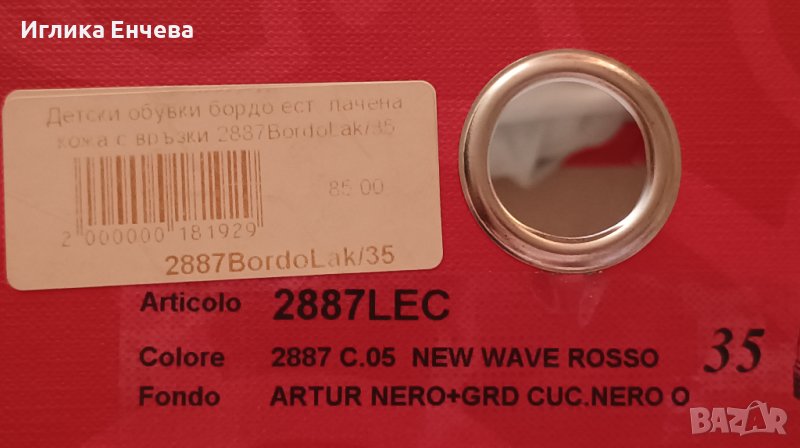 Иглика Енчева
Детски обувки бордо ест. лачена
кожа с връзки 2887BordoLak/35
85.00
2 000000 181929
2887BordoLak/35
Articolo 2887LEC
Colore 2887 C.05 NEW WAVE ROSSO 35
Fondo ARTUR NERO+GRD CUC.NERO O
BAZAR